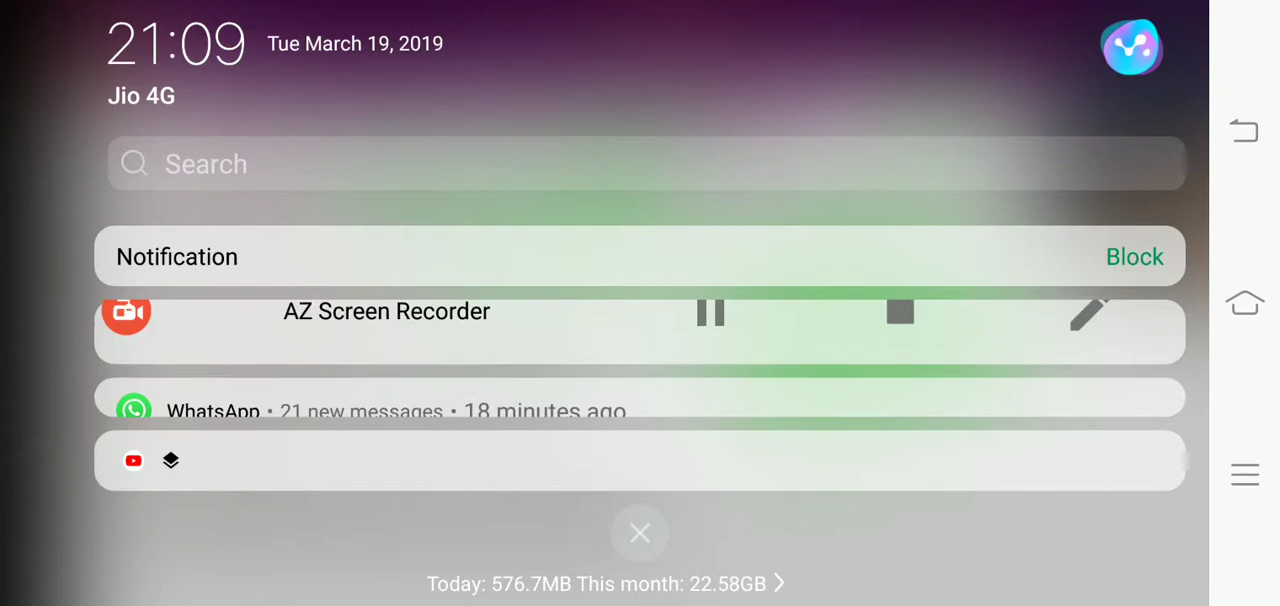 21:09 Tue March 19, 2019
Jio 4G
Search
Notification Block
AZ Screen Recorder
WhatsApp • 21 new messages • 18 minutes ago
Today: 576.7MB This month: 22.58GB